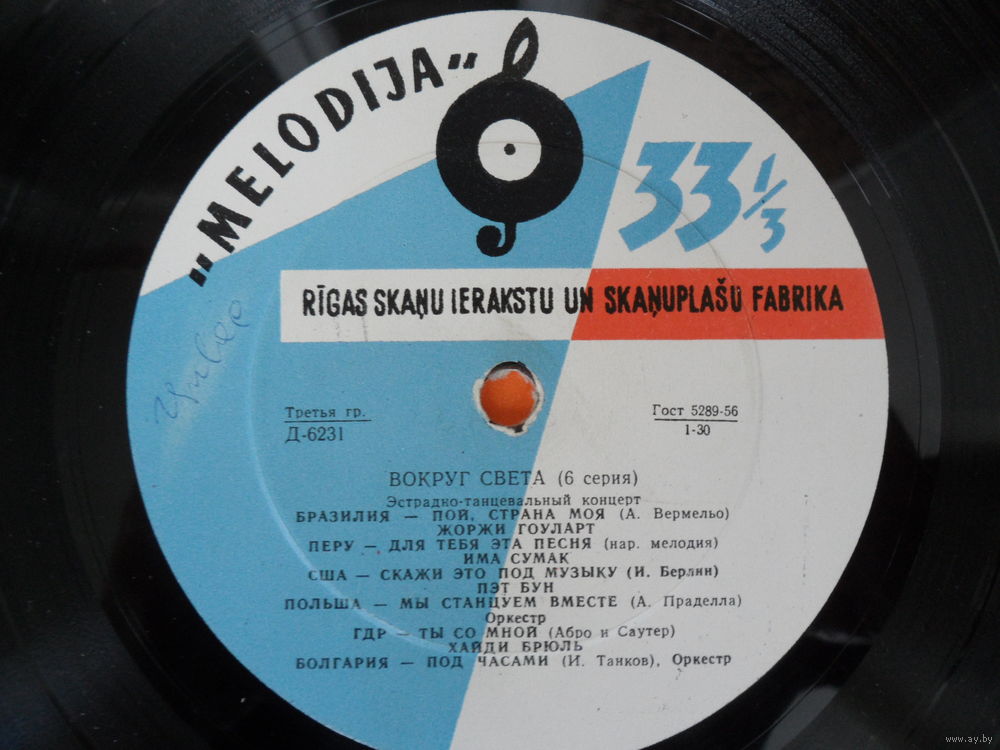 "MELODIJA"
33 1/3
RĪGAS SKAŅU IERAKSTU UN SKAŅUPLAŠU FABRIKA
Третья гр.
Д-6231
Гост 5289-56
1-30
ВОКРУГ СВЕТА (6 серия)
Эстрадно-танцевальный концерт
БРАЗИЛИЯ — ПОЙ, СТРАНА МОЯ (А. Вермельо)
ЖОРЖИ ГОУЛАРТ
ПЕРУ — ДЛЯ ТЕБЯ ЭТА ПЕСНЯ (нар. мелодия)
ИМА СУМАК
США — СКАЖИ ЭТО ПОД МУЗЫКУ (И. Берлин)
ПЭТ БУН
ПОЛЬША — МЫ СТАНЦУЕМ ВМЕСТЕ (А. Праделла)
Оркестр
ГДР — ТЫ СО МНОЙ (Абро и Саутер)
ХАЙДИ БРЮЛЬ
БОЛГАРИЯ — ПОД ЧАСАМИ (И. Танков), Оркестр
www.ay.by